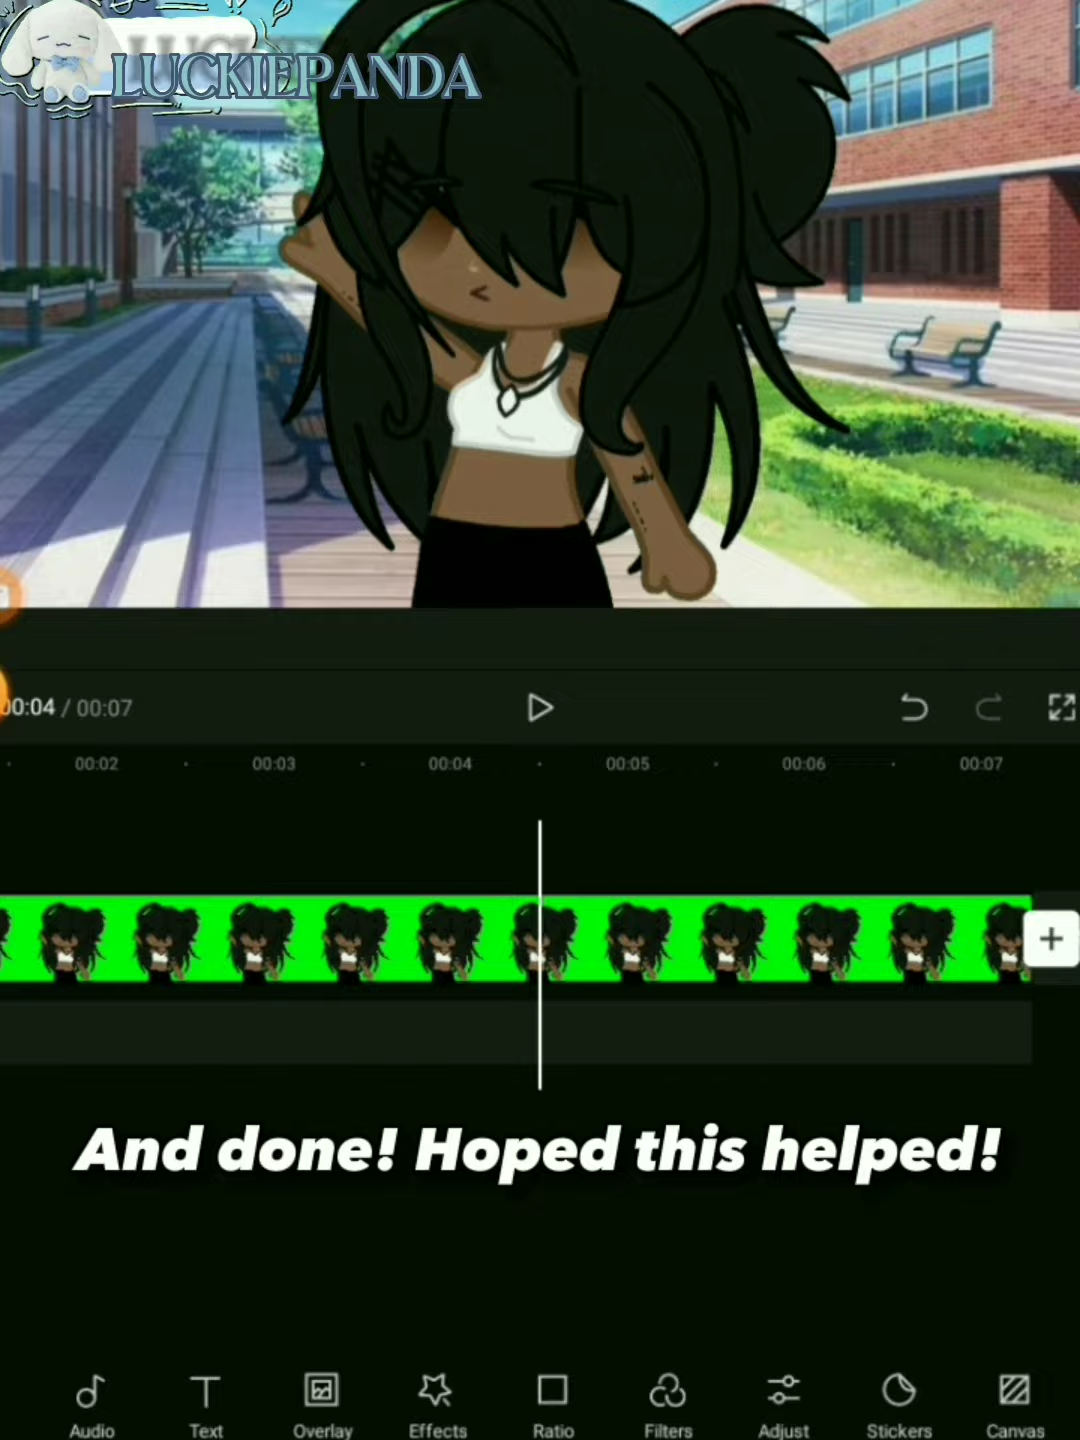 LUCKIEPANDA
00:04 / 00:07
00:02 00:03 00:04 00:05 00:06 00:07
And done! Hoped this helped!
Audio Text Overlay Effects Ratio Filters Adjust Stickers Canvas